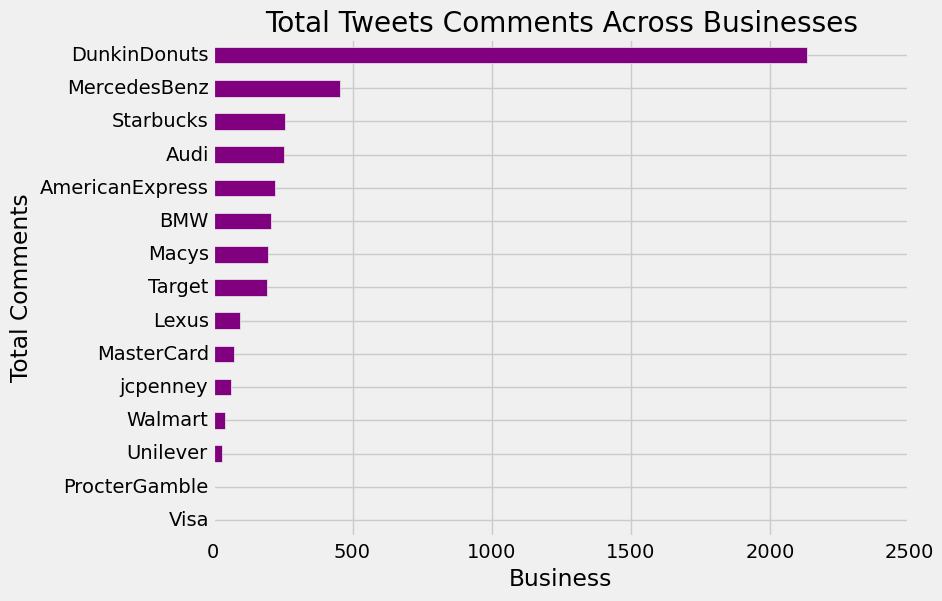 Total Tweets Comments Across Businesses
DunkinDonuts
MercedesBenz
Starbucks
Audi
AmericanExpress
BMW
Macys
Target
Lexus
MasterCard
jcpenney
Walmart
Unilever
ProcterGamble
Visa
Total Comments
0 500 1000 1500 2000 2500
Business